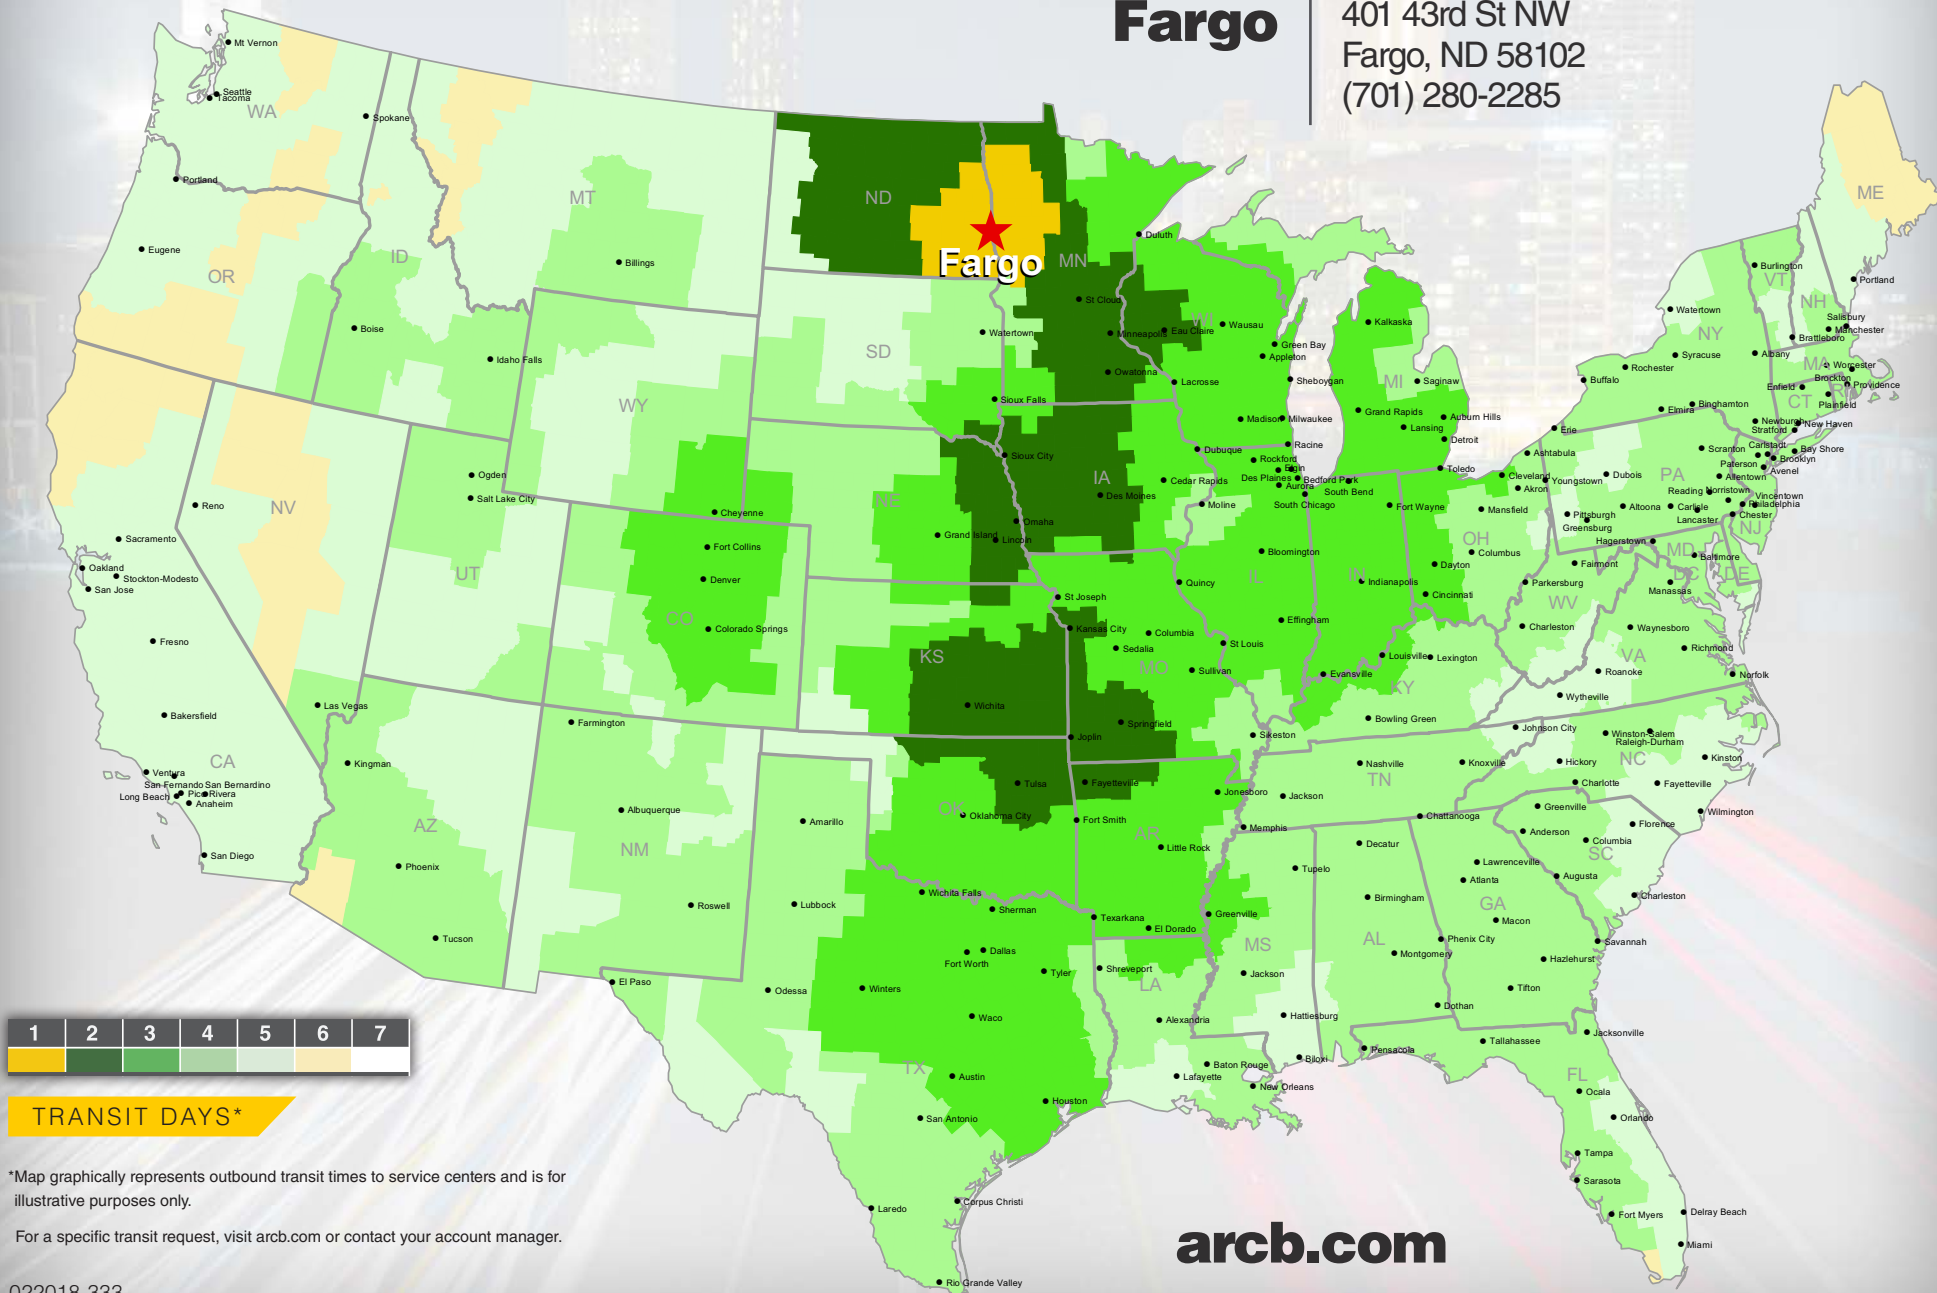 Fargo
401 43rd St NW
Fargo, ND 58102
(701) 280-2285
Mt Vernon
Seattle
Tacoma
WA
Spokane
Portland
Eugene
OR
ID
Boise
Idaho Falls
MT
Billings
WY
ND
Fargo
MN
Duluth
St Cloud
Minneapolis
Owatonna
WI
Eau Claire
Wausau
Green Bay
Appleton
Sheboygan
Lacrosse
Madison
Milwaukee
Racine
Kalkaska
MI
Saginaw
Grand Rapids
Lansing
Auburn Hills
Detroit
Watertown
SD
Sioux Falls
Sioux City
NE
Grand Island
Omaha
Lincoln
IA
Des Moines
Cedar Rapids
Dubuque
Moline
Rockford
Elgin
Des Plaines
Bedford Park
Aurora
South Chicago
South Bend
Fort Wayne
Bloomington
IL
IN
Indianapolis
Effingham
Quincy
Toledo
Cleveland
Akron
Mansfield
OH
Columbus
Dayton
Cincinnati
Ashtabula
Youngstown
Erie
ME
Burlington
VT
NH
Portland
Salisbury
Manchester
Brattleboro
Watertown
NY
Syracuse
Rochester
Buffalo
Albany
MA
Worcester
Brockton
Enfield
RI
Providence
CT
Plainfield
Binghamton
Elmira
Newburgh
New Haven
Stratford
Scranton
Carlstadt
Bay Shore
Brooklyn
Paterson
Avenel
Allentown
Dubois
PA
Reading
Norristown
Vincentown
Philadelphia
Altoona
Carlisle
Lancaster
Chester
NJ
Pittsburgh
Greensburg
Hagerstown
MD
Baltimore
DC
DE
Fairmont
Manassas
Parkersburg
WV
Charleston
Waynesboro
VA
Richmond
Roanoke
Norfolk
Wytheville
Reno
NV
Sacramento
Oakland
Stockton-Modesto
San Jose
Fresno
Bakersfield
CA
Ventura
San Fernando
San Bernardino
Long Beach
Pico Rivera
Anaheim
San Diego
Las Vegas
Ogden
Salt Lake City
UT
Cheyenne
Fort Collins
Denver
CO
Colorado Springs
KS
Wichita
St Joseph
Kansas City
Columbia
Sedalia
MO
St Louis
Sullivan
Springfield
Joplin
Sikeston
Evansville
Louisville
Lexington
KY
Bowling Green
Johnson City
Winston-Salem
Raleigh-Durham
NC
Hickory
Kinston
Charlotte
Fayetteville
Wilmington
Kingman
AZ
Phoenix
Tucson
Farmington
Albuquerque
NM
Roswell
Amarillo
Lubbock
El Paso
Odessa
OK
Tulsa
Oklahoma City
Fayetteville
Fort Smith
AR
Little Rock
Jonesboro
Nashville
Knoxville
TN
Jackson
Memphis
Chattanooga
Greenville
Anderson
Florence
Columbia
SC
Charleston
Wichita Falls
Sherman
Texarkana
El Dorado
Greenville
Dallas
Fort Worth
Tyler
Winters
Waco
TX
Austin
San Antonio
Houston
Corpus Christi
Laredo
Rio Grande Valley
Shreveport
LA
Alexandria
Baton Rouge
Lafayette
New Orleans
MS
Tupelo
Jackson
Hattiesburg
Biloxi
Decatur
Birmingham
AL
Montgomery
Phenix City
Dothan
Pensacola
Lawrenceville
Atlanta
GA
Augusta
Macon
Savannah
Hazlehurst
Tifton
Jacksonville
Tallahassee
FL
Ocala
Orlando
Tampa
Sarasota
Fort Myers
Delray Beach
Miami
1 2 3 4 5 6 7
TRANSIT DAYS*
*Map graphically represents outbound transit times to service centers and is for
illustrative purposes only.
For a specific transit request, visit arcb.com or contact your account manager.
arcb.com
022018-333